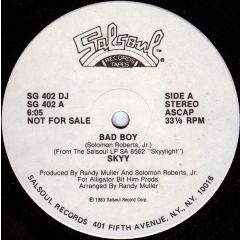 Salsoul
RECORDS
TAPES
SG 402 DJ
SG 402 A
6:05
NOT FOR SALE
SIDE A
STEREO
ASCAP
33⅓ RPM
BAD BOY
(Solomon Roberts, Jr.)
(From The Salsoul LP SA 8562 "Skyylight")
SKYY
Produced By Randy Muller and Solomon Roberts, Jr.
For Alligator Bit Him Prods.
Arranged By Randy Muller
℗ 1983 Salsoul Record Corp.
SALSOUL RECORDS 401 FIFTH AVENUE, N.Y., N.Y. 10016